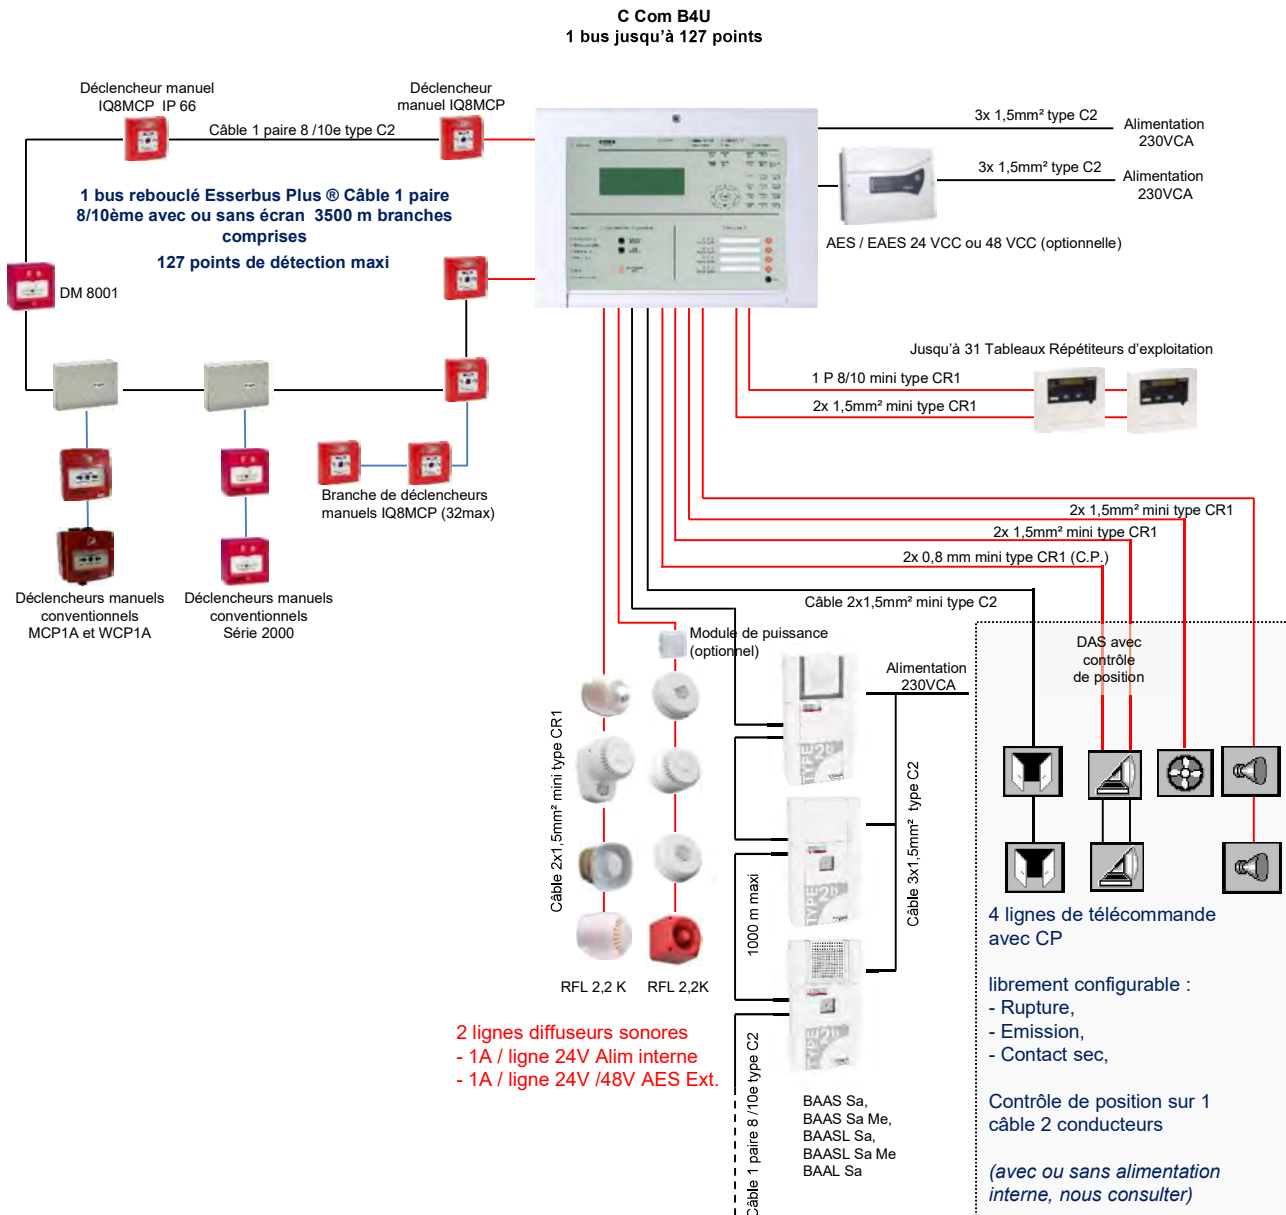 C Com B4U
1 bus jusqu'à 127 points
Déclencheur manuel
IQ8MCP IP 66
Déclencheur
manuel IQ8MCP
Câble 1 paire 8 /10e type C2
1 bus rebouclé Esserbus Plus ® Câble 1 paire
8/10ème avec ou sans écran 3500 m branches
comprises
127 points de détection maxi
DM 8001
3x 1,5mm² type C2
Alimentation
230VCA
3x 1,5mm² type C2
Alimentation
230VCA
AES / EAES 24 VCC ou 48 VCC (optionnelle)
Jusqu'à 31 Tableaux Répétiteurs d'exploitation
1 P 8/10 mini type CR1
2x 1,5mm² mini type CR1
Branche de déclencheurs
manuels IQ8MCP (32max)
Déclencheurs manuels
conventionnels
MCP1A et WCP1A
Déclencheurs manuels
conventionnels
Série 2000
2x 1,5mm² mini type CR1
2x 1,5mm² mini type CR1
2x 0,8 mm mini type CR1 (C.P.)
Câble 2x1,5mm² mini type C2
Module de puissance
(optionnel)
Alimentation
230VCA
DAS avec
contrôle
de position
Câble 2x1,5mm² mini type CR1
TYPE
2b
TYPE
2b
TYPE
2b
1000 m maxi
Câble 3x1,5mm² type C2
RFL 2,2 K
RFL 2,2K
2 lignes diffuseurs sonores
- 1A / ligne 24V Alim interne
- 1A / ligne 24V /48V AES Ext.
Câble 1 paire 8 /10e type C2
BAAS Sa,
BAAS Sa Me,
BAASL Sa,
BAASL Sa Me
BAAL Sa
4 lignes de télécommande
avec CP
librement configurable :
- Rupture,
- Emission,
- Contact sec,
Contrôle de position sur 1
câble 2 conducteurs
(avec ou sans alimentation
interne, nous consulter)